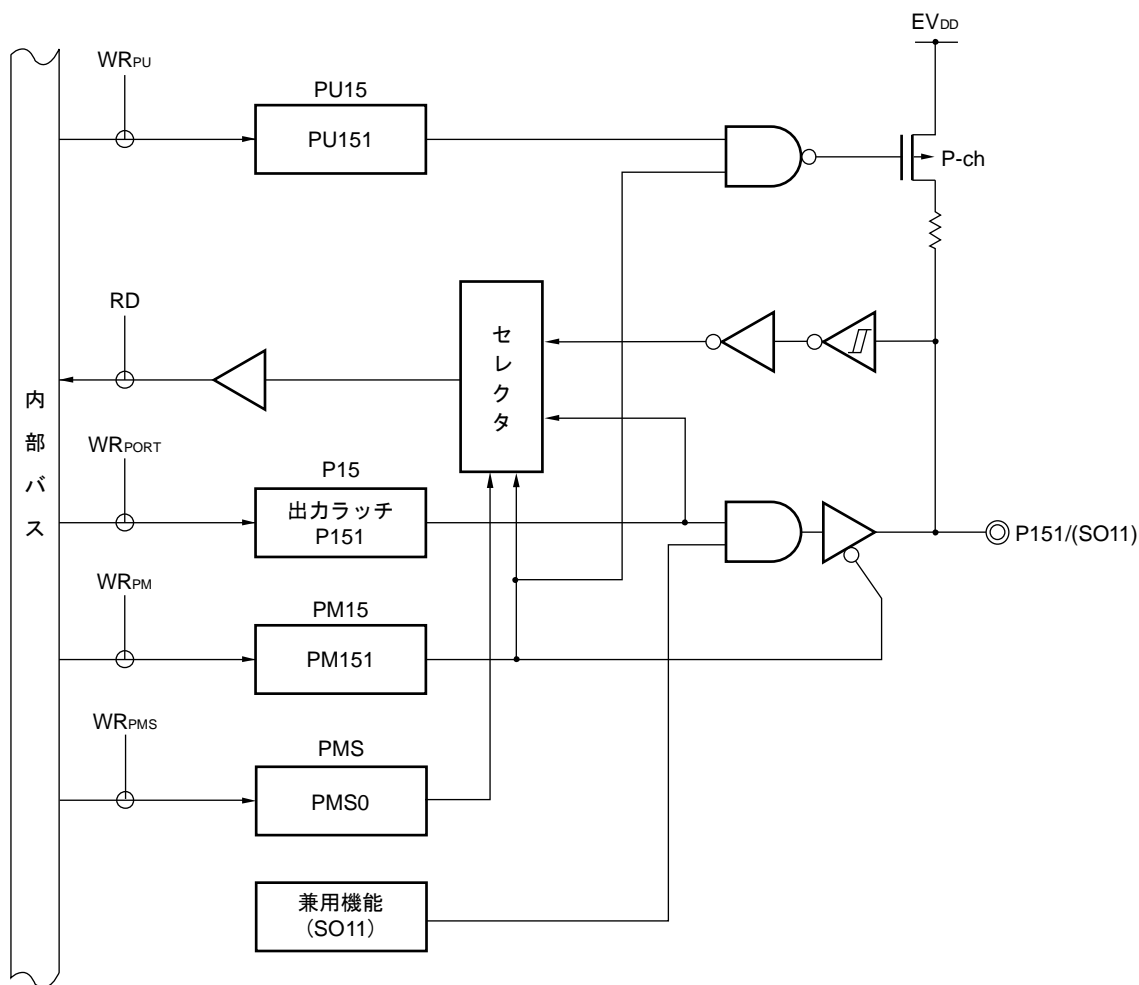 EVDD
WRPU
PU15
PU151
P-ch
RD
セレクタ
内部バス
WRPORT
P15
出力ラッチ
P151
P151/(SO11)
WRPM
PM15
PM151
WRPMS
PMS
PMS0
兼用機能
(SO11)